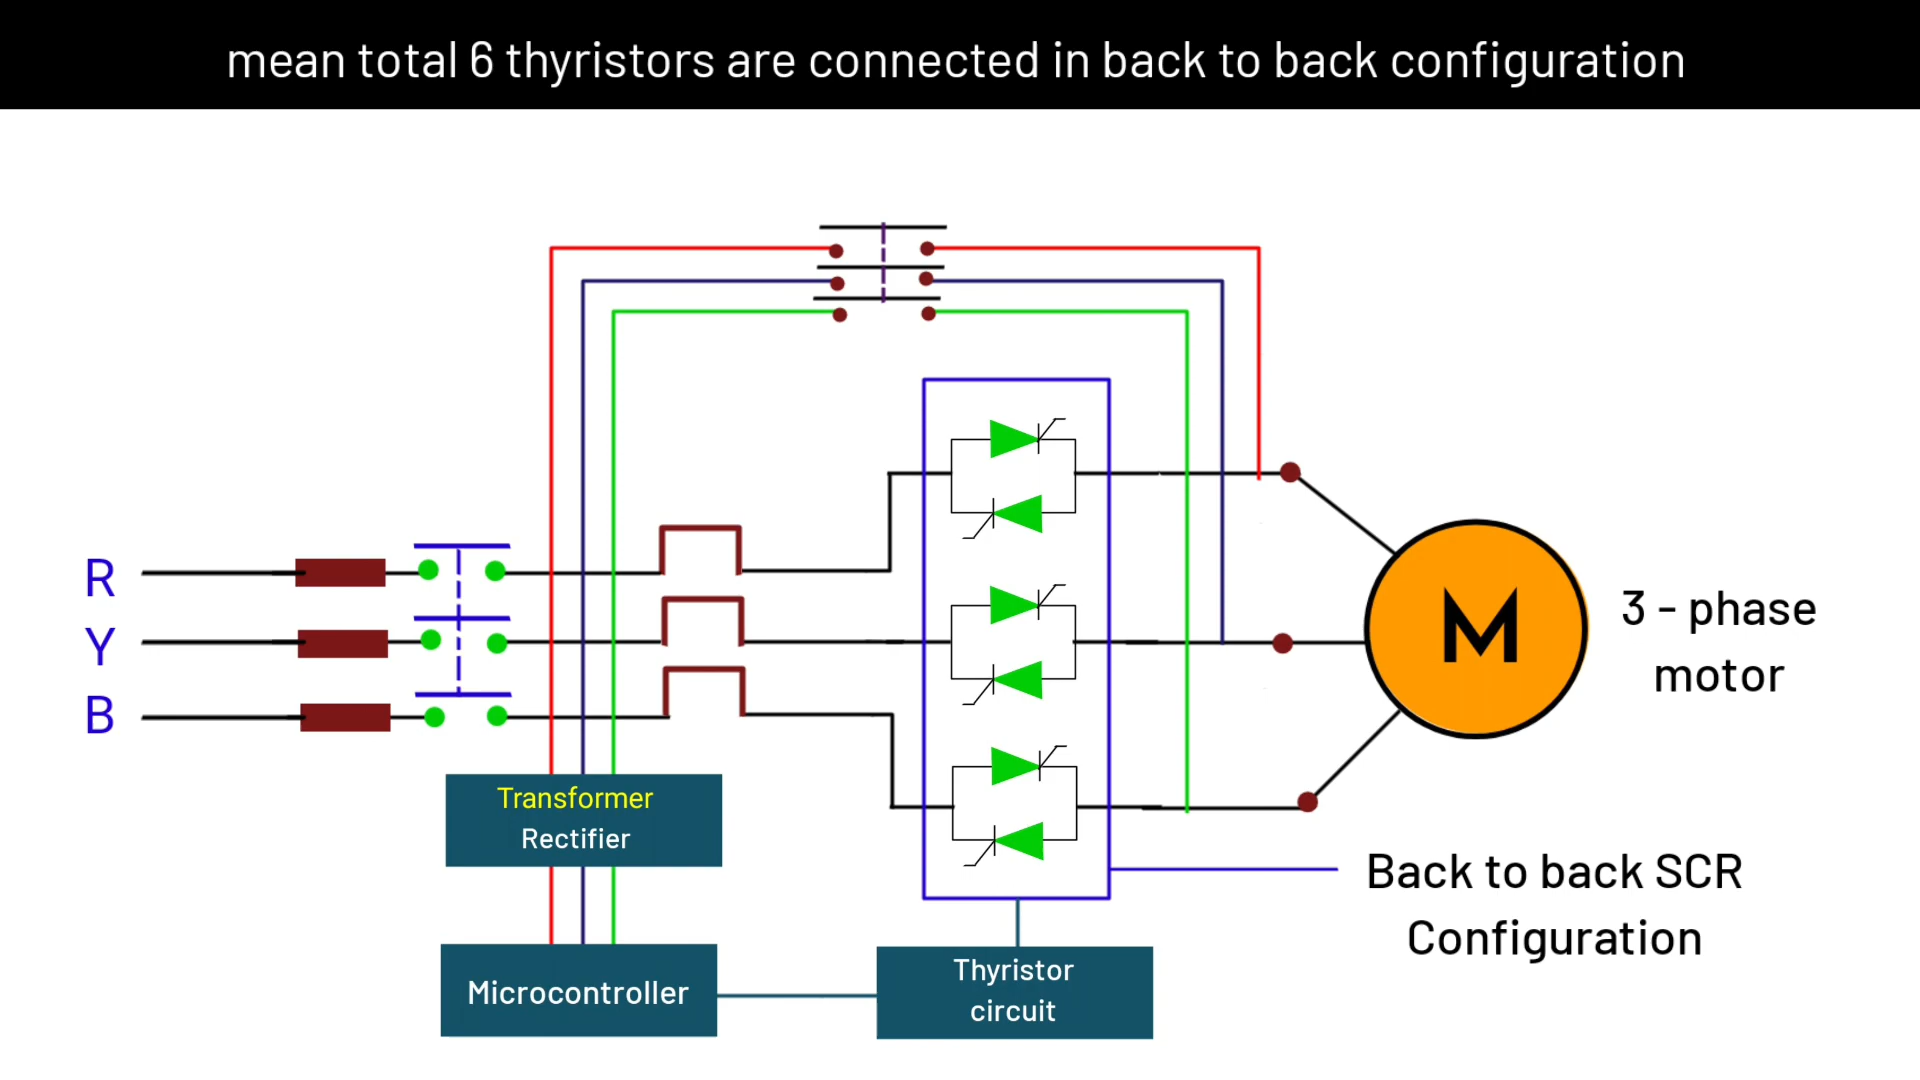 mean total 6 thyristors are connected in back to back configuration
R
Y
B
M
3 - phase
motor
Transformer
Rectifier
Back to back SCR
Configuration
Microcontroller
Thyristor
circuit